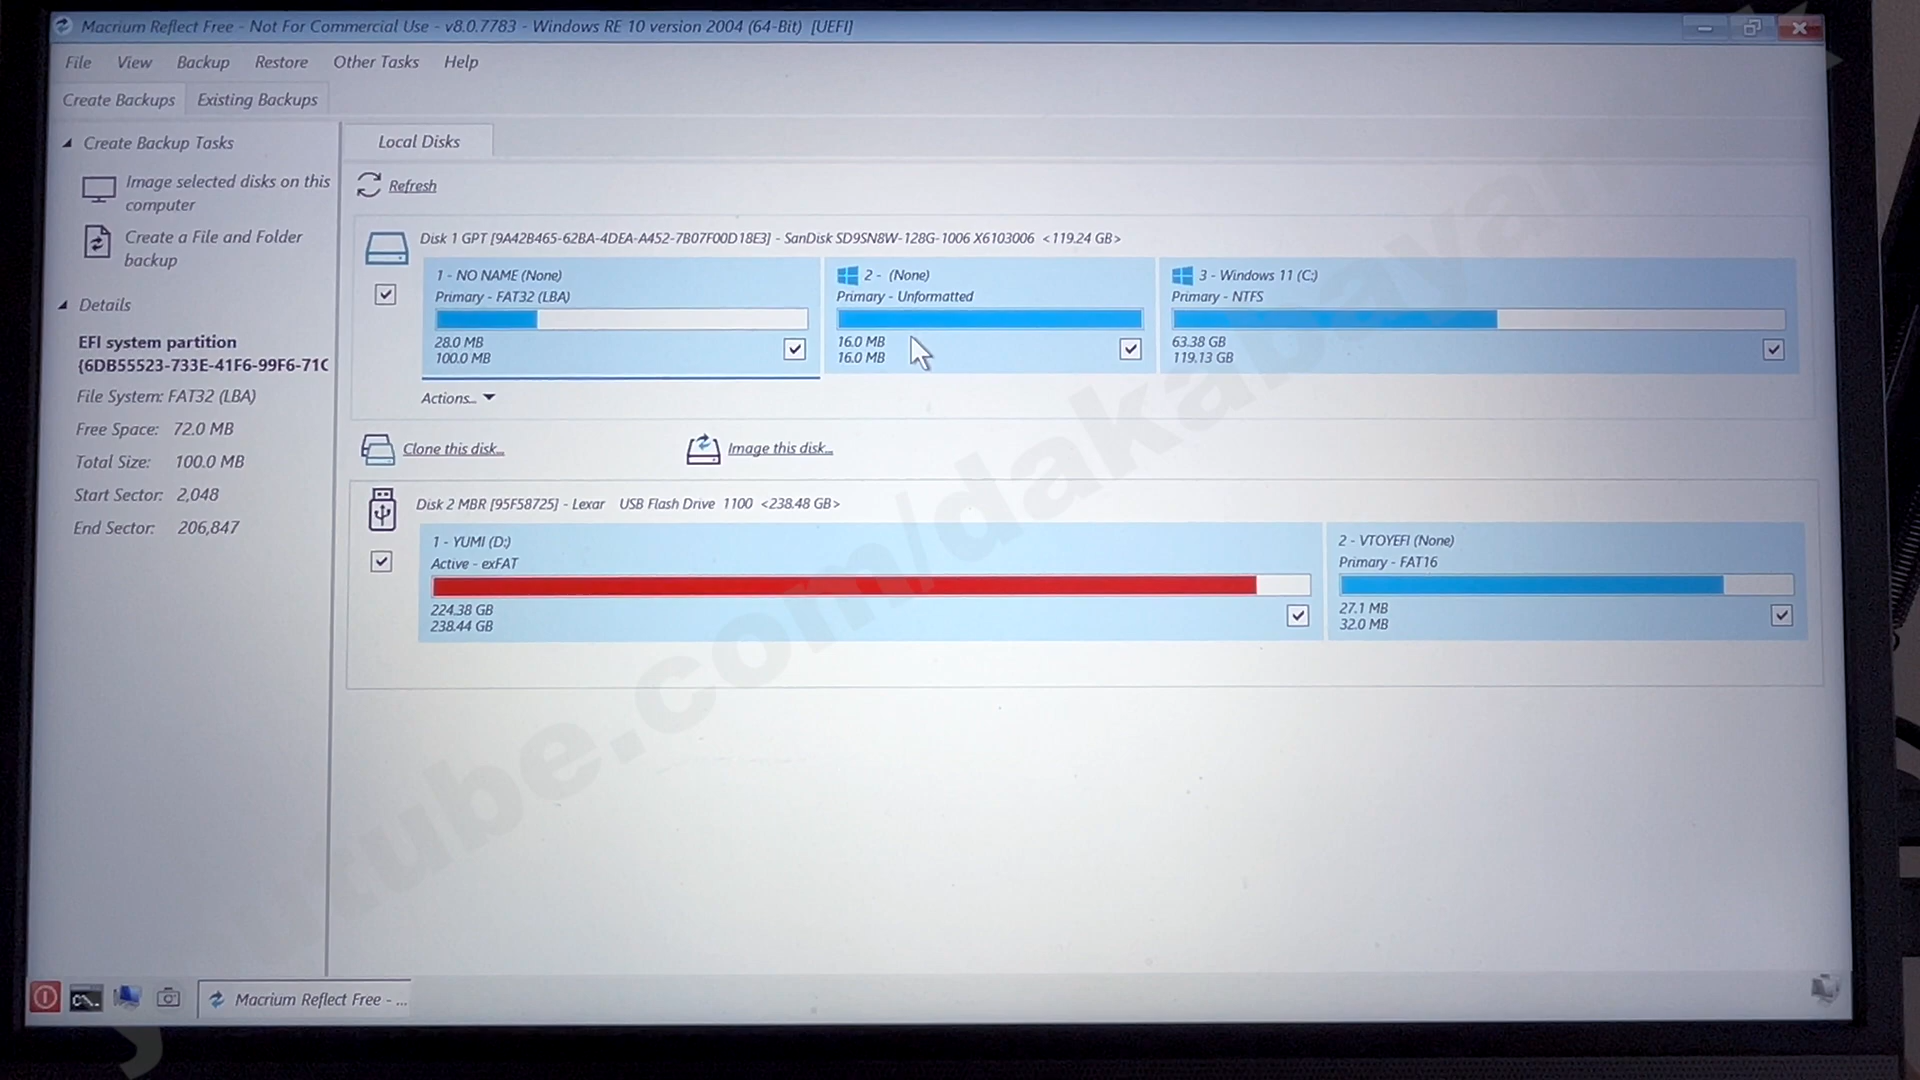 Macrium Reflect Free - Not For Commercial Use - v8.0.7783 - Windows RE 10 version 2004 (64-Bit) [UEFI]
File View Backup Restore Other Tasks Help
Create Backups Existing Backups
Create Backup Tasks
Image selected disks on this
computer
Create a File and Folder
backup
Details
EFI system partition
{6DB55523-733E-41F6-99F6-71C
File System: FAT32 (LBA)
Free Space: 72.0 MB
Total Size: 100.0 MB
Start Sector: 2,048
End Sector: 206,847
Local Disks
Refresh
Disk 1 GPT [9A42B465-62BA-4DEA-A452-7B07F00D18E3] - SanDisk SD9SN8W-128G-1006 X6103006 <119.24 GB>
1 - NO NAME (None)
Primary - FAT32 (LBA)
28.0 MB
100.0 MB
2 - (None)
Primary - Unformatted
16.0 MB
16.0 MB
3 - Windows 11 (C:)
Primary - NTFS
63.38 GB
119.13 GB
Actions...
Clone this disk... Image this disk...
Disk 2 MBR [95F58725] - Lexar USB Flash Drive 1100 <238.48 GB>
1 - YUMI (D:)
Active - exFAT
224.38 GB
238.44 GB
2 - VTOYEFI (None)
Primary - FAT16
27.1 MB
32.0 MB
Macrium Reflect Free - ...
youtube.com/dakabayan